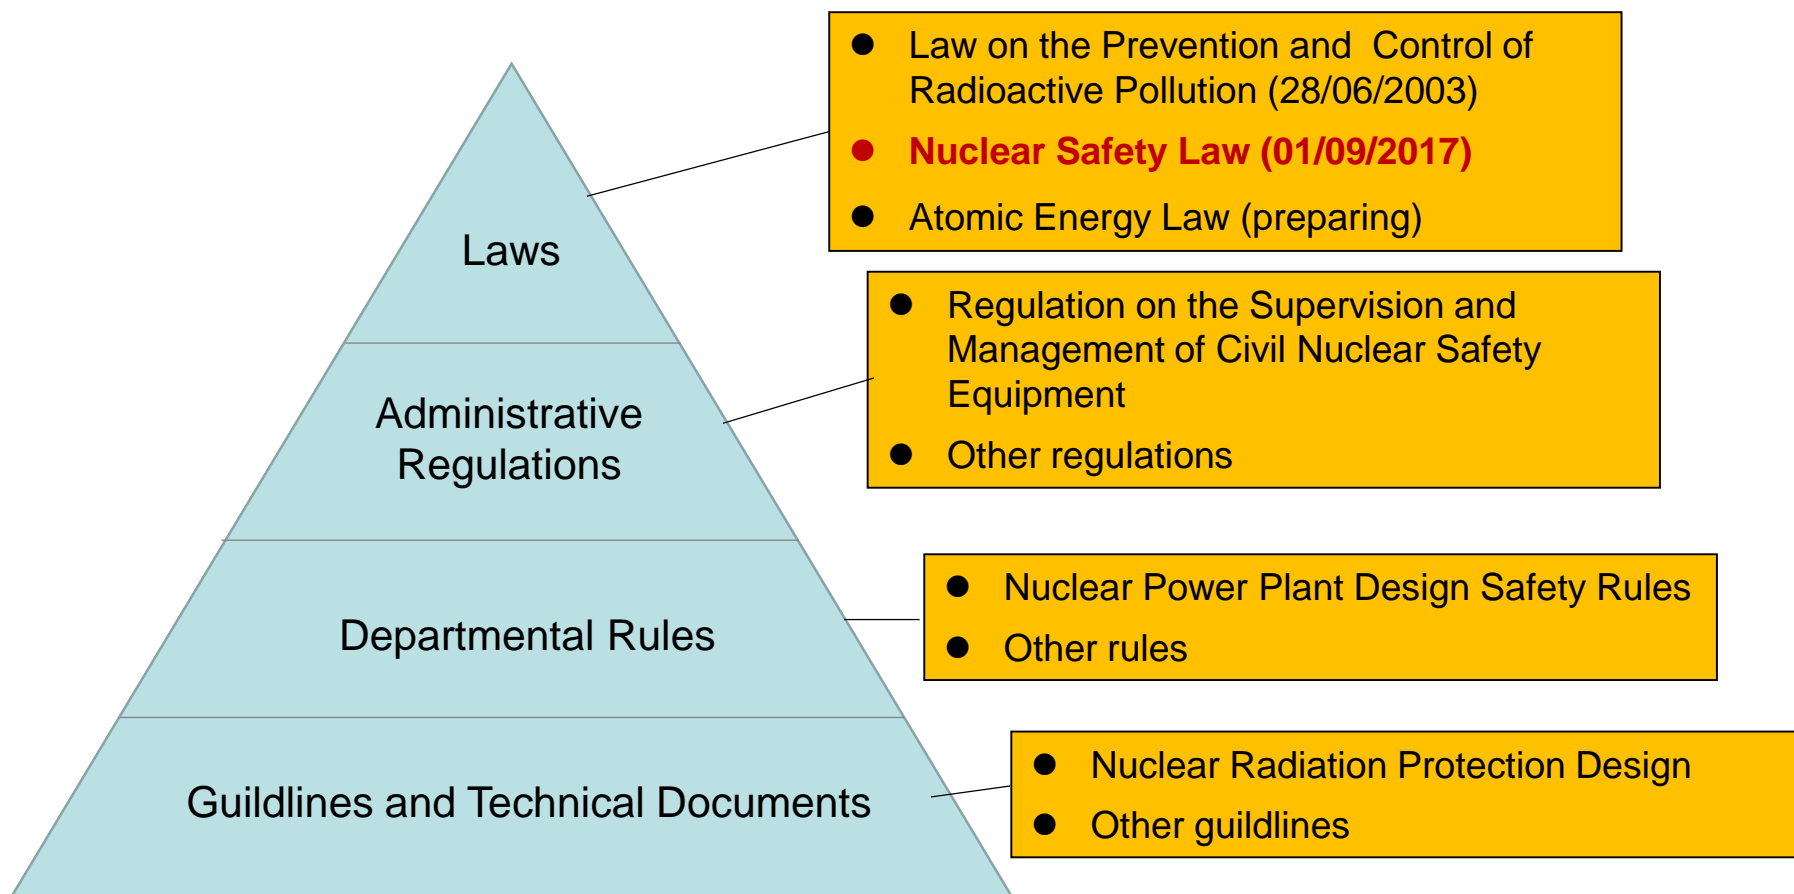 Laws
● Law on the Prevention and Control of
Radioactive Pollution (28/06/2003)
● Nuclear Safety Law (01/09/2017)
● Atomic Energy Law (preparing)
Administrative
Regulations
● Regulation on the Supervision and
Management of Civil Nuclear Safety
Equipment
● Other regulations
Departmental Rules
● Nuclear Power Plant Design Safety Rules
● Other rules
Guildlines and Technical Documents
● Nuclear Radiation Protection Design
● Other guildlines